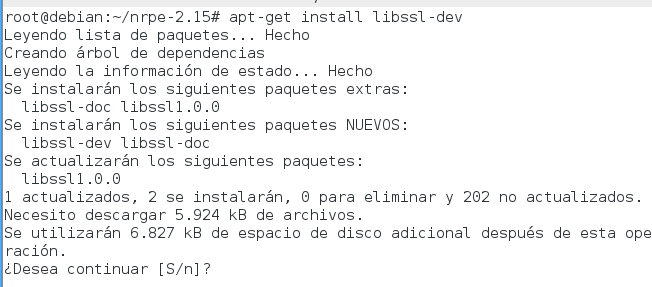 root@debian:~/nrpe-2.15# apt-get install libssl-dev
Leyendo lista de paquetes... Hecho
Creando árbol de dependencias
Leyendo la información de estado... Hecho
Se instalarán los siguientes paquetes extras:
  libssl-doc libssl1.0.0
Se instalarán los siguientes paquetes NUEVOS:
  libssl-dev libssl-doc
Se actualizarán los siguientes paquetes:
  libssl1.0.0
1 actualizados, 2 se instalarán, 0 para eliminar y 202 no actualizados.
Necesito descargar 5.924 kB de archivos.
Se utilizarán 6.827 kB de espacio de disco adicional después de esta ope
ración.
¿Desea continuar [S/n]?